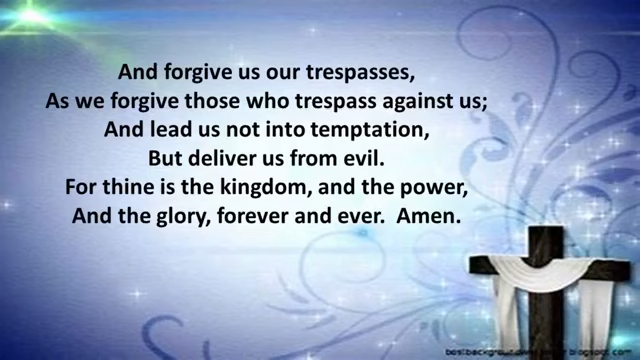 And forgive us our trespasses,
As we forgive those who trespass against us;
And lead us not into temptation,
But deliver us from evil.
For thine is the kingdom, and the power,
And the glory, forever and ever.  Amen.